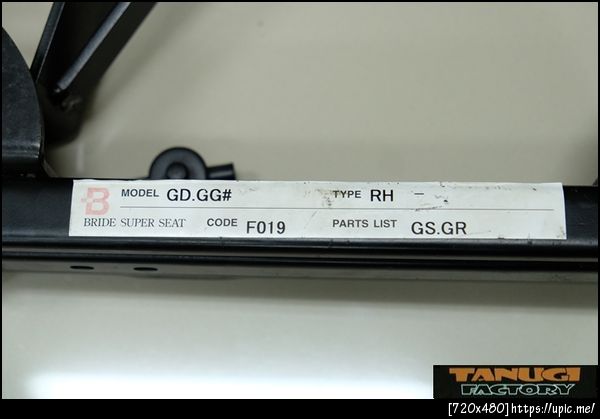 B MODEL GD.GG# TYPE RH -
BRIDE SUPER SEAT CODE F019 PARTS LIST GS.GR
TANUGI
FACTORY
[720x480]https://upic.me/